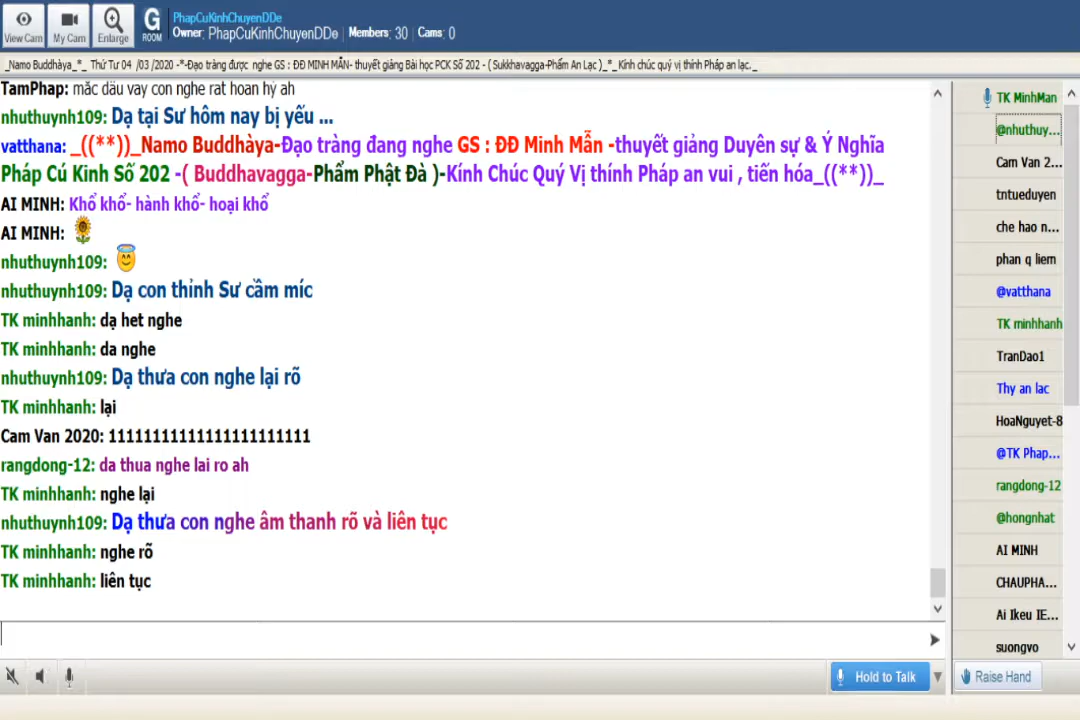 PhapCuKinhChuyenDDe
Owner: PhapCuKinhChuyenDDe Members: 30 Cams: 0
View Cam My Cam Enlarge G ROOM
_Namo Buddhàya_*_ Thứ Tư 04 /03 /2020 -*-Đạo tràng được nghe GS : ĐĐ MINH MẪN- thuyết giảng Bài học PCK Số 202 - ( Sukkhavagga-Phẩm An Lạc )_*_Kính chúc quý vị thính Pháp an lạc._
TamPhap: mắc dầu vay con nghe rat hoan hỷ ah
nhuthuynh109: Dạ tại Sư hôm nay bị yếu ...
vatthana: _((**))_Namo Buddhàya-Đạo tràng đang nghe GS : ĐĐ Minh Mẫn -thuyết giảng Duyên sự & Ý Nghĩa
Pháp Cú Kinh Số 202 -( Buddhavagga-Phẩm Phật Đà )-Kính Chúc Quý Vị thính Pháp an vui , tiến hóa_((**))_
AI MINH: Khổ khổ- hành khổ- hoại khổ
AI MINH:
nhuthuynh109:
nhuthuynh109: Dạ con thỉnh Sư cầm míc
TK minhhanh: dạ het nghe
TK minhhanh: da nghe
nhuthuynh109: Dạ thưa con nghe lại rõ
TK minhhanh: lại
Cam Van 2020: 11111111111111111111111
rangdong-12: da thua nghe lai ro ah
TK minhhanh: nghe lại
nhuthuynh109: Dạ thưa con nghe âm thanh rõ và liên tục
TK minhhanh: nghe rõ
TK minhhanh: liên tục
TK MinhMan
@nhuthuy...
Cam Van 2...
tntueduyen
che hao n...
phan q liem
@vatthana
TK minhhanh
TranDao1
Thy an lac
HoaNguyet-8
@TK Phap...
rangdong-12
@hongnhat
AI MINH
CHAUPHA...
Ai Ikeu IE...
suongvo
Hold to Talk
Raise Hand